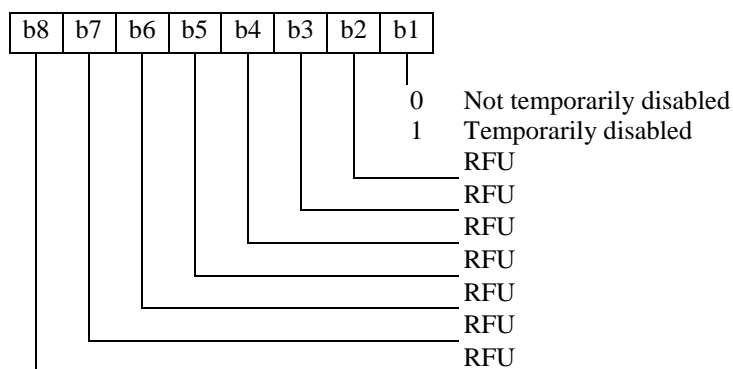 b8 b7 b6 b5 b4 b3 b2 b1
0 Not temporarily disabled
1 Temporarily disabled
RFU
RFU
RFU
RFU
RFU
RFU
RFU